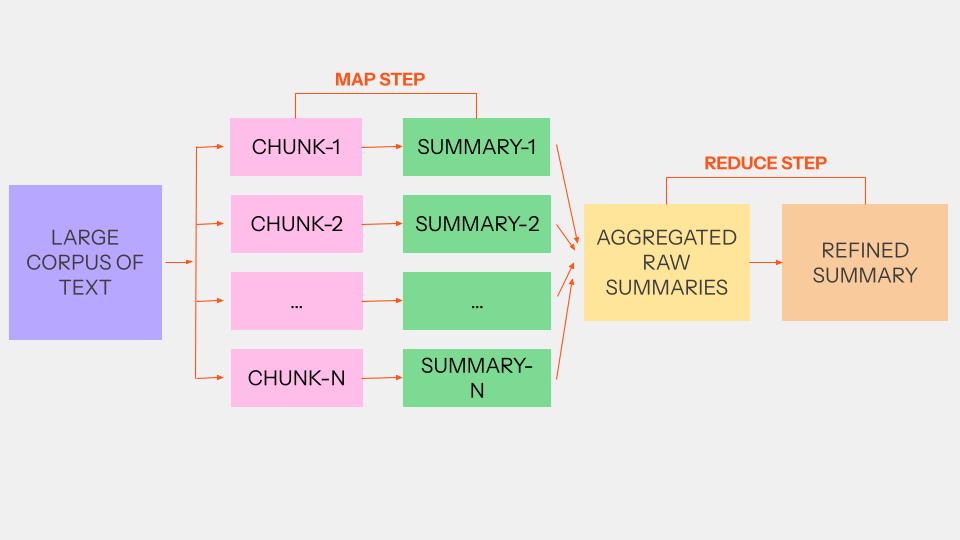 MAP STEP
CHUNK-1
SUMMARY-1
REDUCE STEP
LARGE
CORPUS OF
TEXT
CHUNK-2
SUMMARY-2
AGGREGATED
RAW
SUMMARIES
REFINED
SUMMARY
...
...
CHUNK-N
SUMMARY-
N